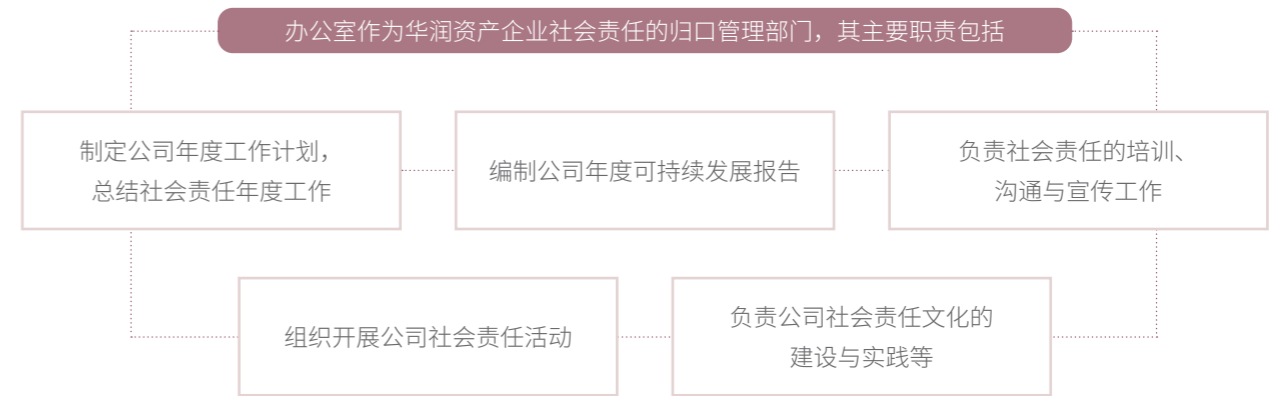 办公室作为华润资产企业社会责任的归口管理部门，其主要职责包括
制定公司年度工作计划，
总结社会责任年度工作
编制公司年度可持续发展报告
负责社会责任的培训、
沟通与宣传工作
组织开展公司社会责任活动
负责公司社会责任文化的
建设与实践等